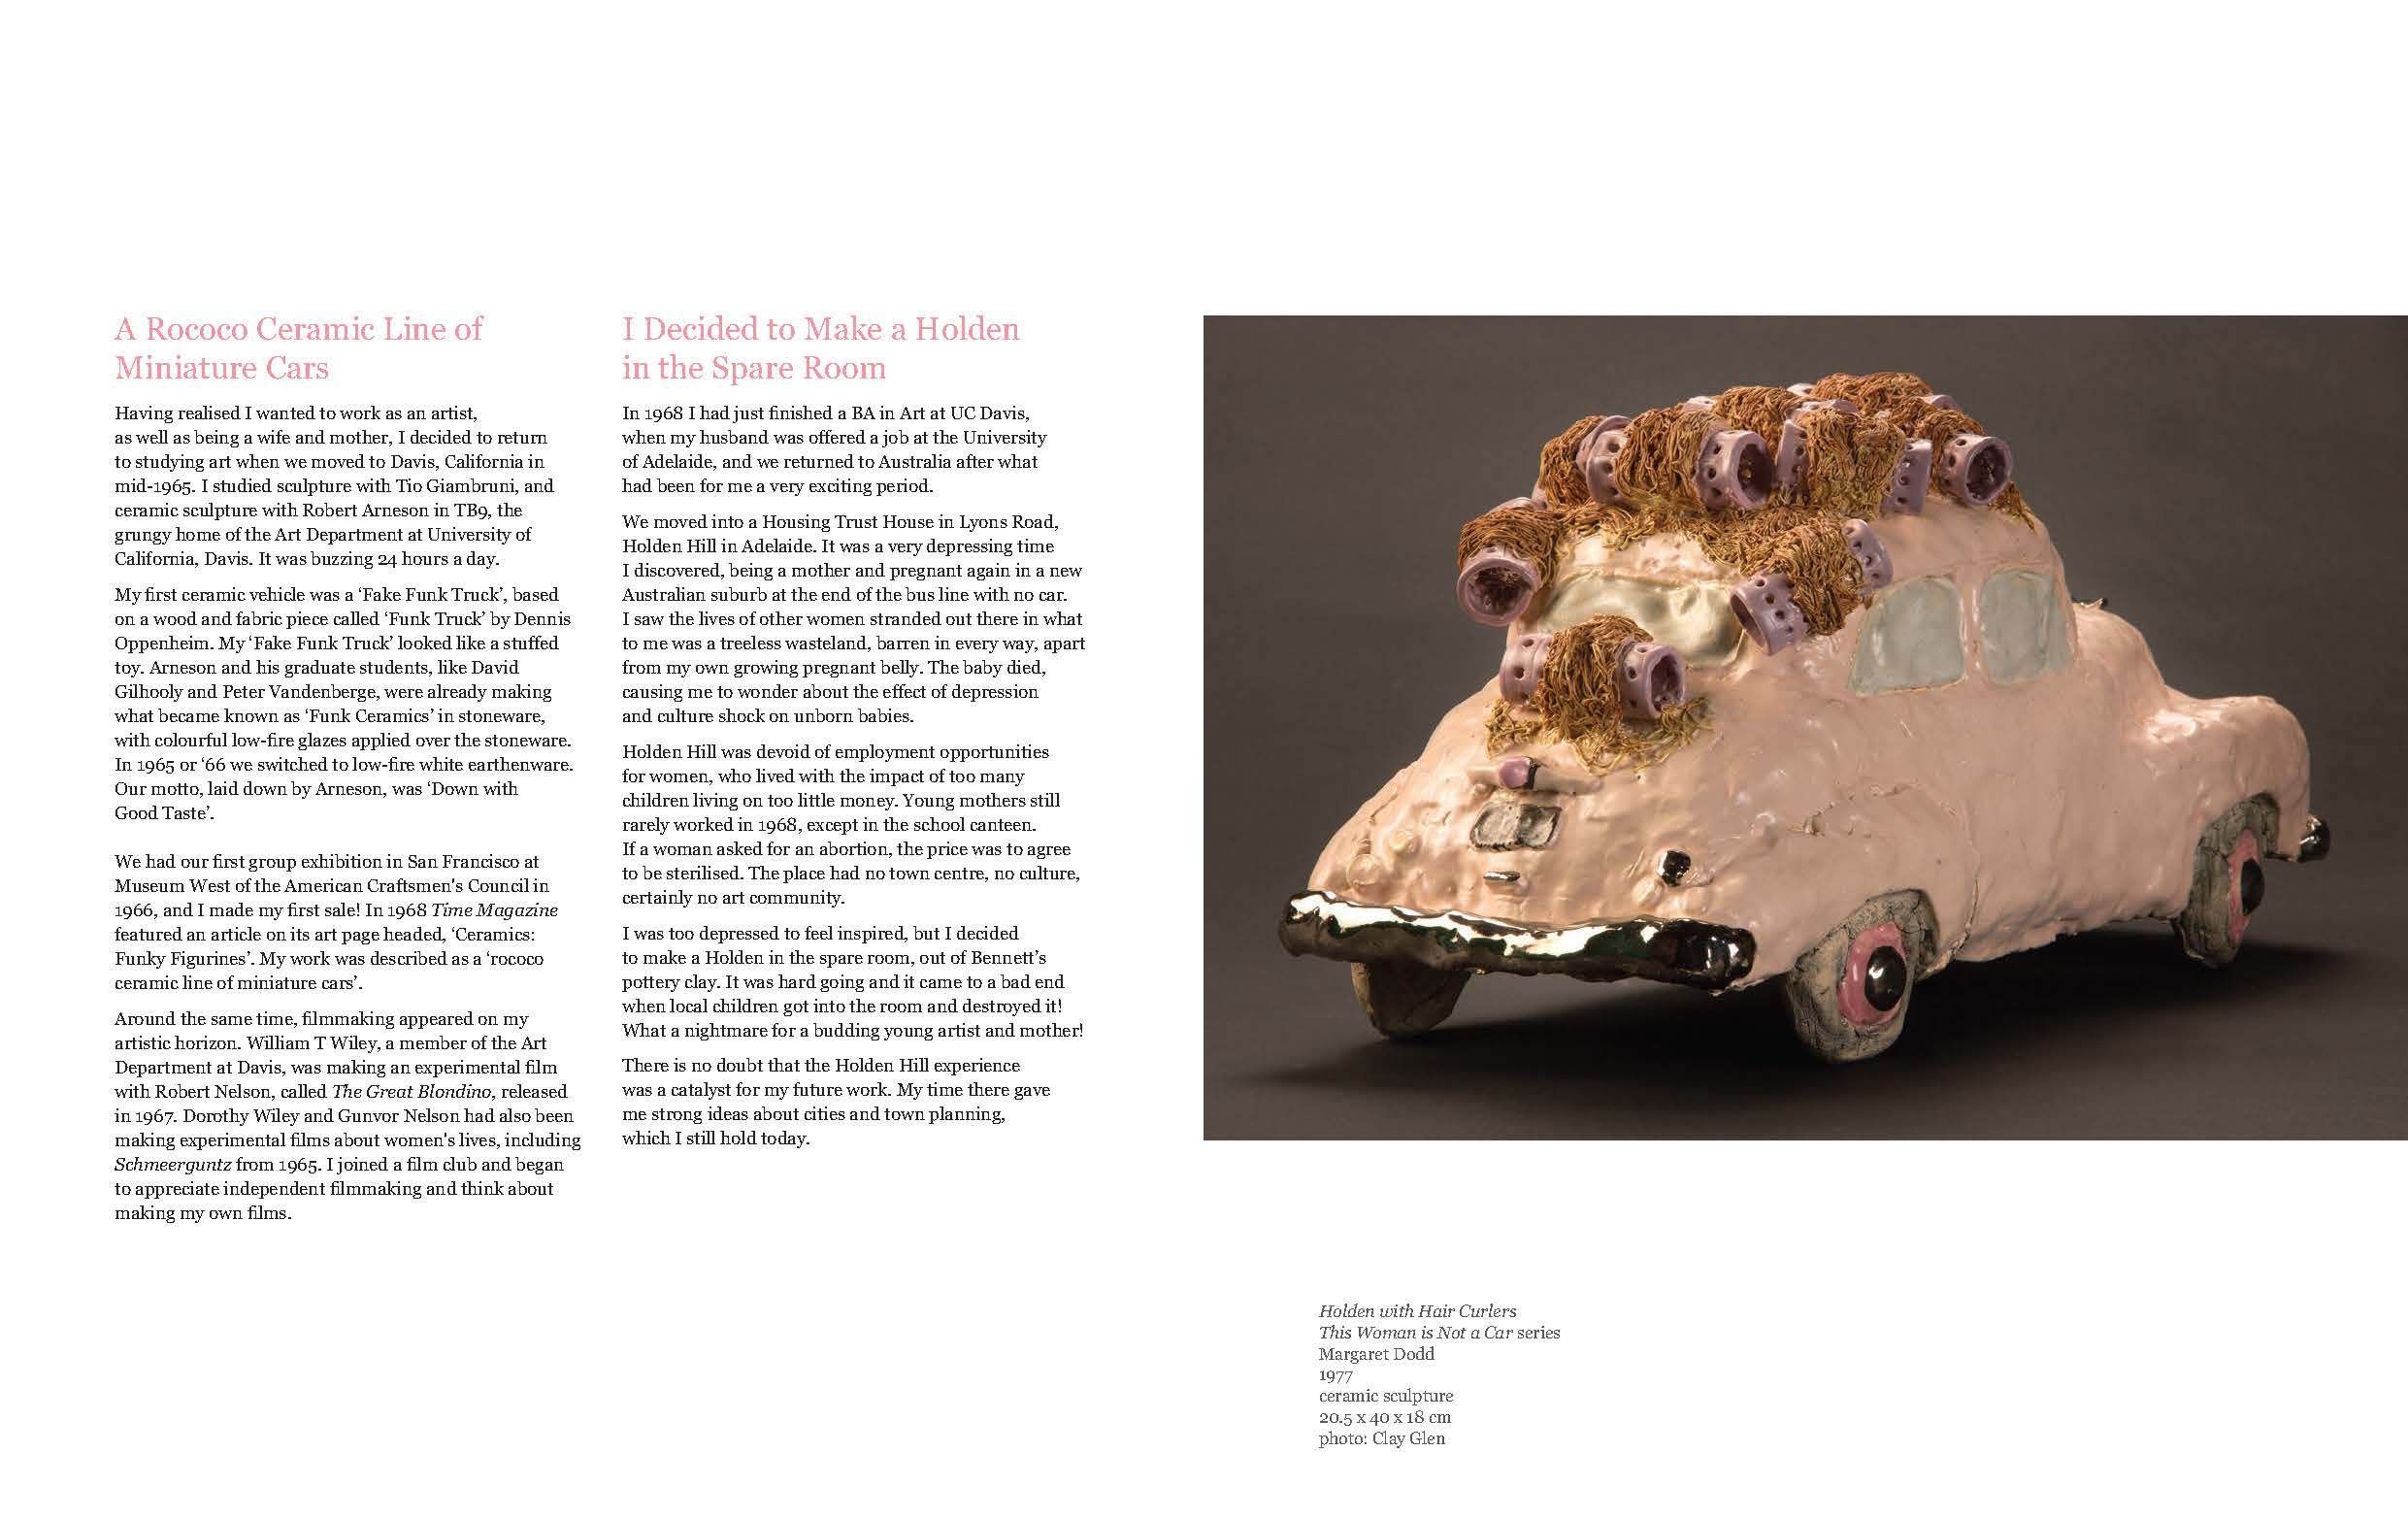 A Rococo Ceramic Line of
Miniature Cars
Having realised I wanted to work as an artist,
as well as being a wife and mother, I decided to return
to studying art when we moved to Davis, California in
mid-1965. I studied sculpture with Tio Giambruni, and
ceramic sculpture with Robert Arneson in TB9, the
grungy home of the Art Department at University of
California, Davis. It was buzzing 24 hours a day.
My first ceramic vehicle was a ‘Fake Funk Truck’, based
on a wood and fabric piece called ‘Funk Truck’ by Dennis
Oppenheim. My ‘Fake Funk Truck’ looked like a stuffed
toy. Arneson and his graduate students, like David
Gilhooly and Peter Vandenberge, were already making
what became known as ‘Funk Ceramics’ in stoneware,
with colourful low-fire glazes applied over the stoneware.
In 1965 or ‘66 we switched to low-fire white earthenware.
Our motto, laid down by Arneson, was ‘Down with
Good Taste’.
We had our first group exhibition in San Francisco at
Museum West of the American Craftsmen's Council in
1966, and I made my first sale! In 1968 Time Magazine
featured an article on its art page headed, ‘Ceramics:
Funky Figurines’. My work was described as a ‘rococo
ceramic line of miniature cars’.
Around the same time, filmmaking appeared on my
artistic horizon. William T Wiley, a member of the Art
Department at Davis, was making an experimental film
with Robert Nelson, called The Great Blondino, released
in 1967. Dorothy Wiley and Gunvor Nelson had also been
making experimental films about women's lives, including
Schmeerguntz from 1965. I joined a film club and began
to appreciate independent filmmaking and think about
making my own films.
I Decided to Make a Holden
in the Spare Room
In 1968 I had just finished a BA in Art at UC Davis,
when my husband was offered a job at the University
of Adelaide, and we returned to Australia after what
had been for me a very exciting period.
We moved into a Housing Trust House in Lyons Road,
Holden Hill in Adelaide. It was a very depressing time
I discovered, being a mother and pregnant again in a new
Australian suburb at the end of the bus line with no car.
I saw the lives of other women stranded out there in what
to me was a treeless wasteland, barren in every way, apart
from my own growing pregnant belly. The baby died,
causing me to wonder about the effect of depression
and culture shock on unborn babies.
Holden Hill was devoid of employment opportunities
for women, who lived with the impact of too many
children living on too little money. Young mothers still
rarely worked in 1968, except in the school canteen.
If a woman asked for an abortion, the price was to agree
to be sterilised. The place had no town centre, no culture,
certainly no art community.
I was too depressed to feel inspired, but I decided
to make a Holden in the spare room, out of Bennett’s
pottery clay. It was hard going and it came to a bad end
when local children got into the room and destroyed it!
What a nightmare for a budding young artist and mother!
There is no doubt that the Holden Hill experience
was a catalyst for my future work. My time there gave
me strong ideas about cities and town planning,
which I still hold today.
Holden with Hair Curlers
This Woman is Not a Car series
Margaret Dodd
1977
ceramic sculpture
20.5 x 40 x 18 cm
photo: Clay Glen